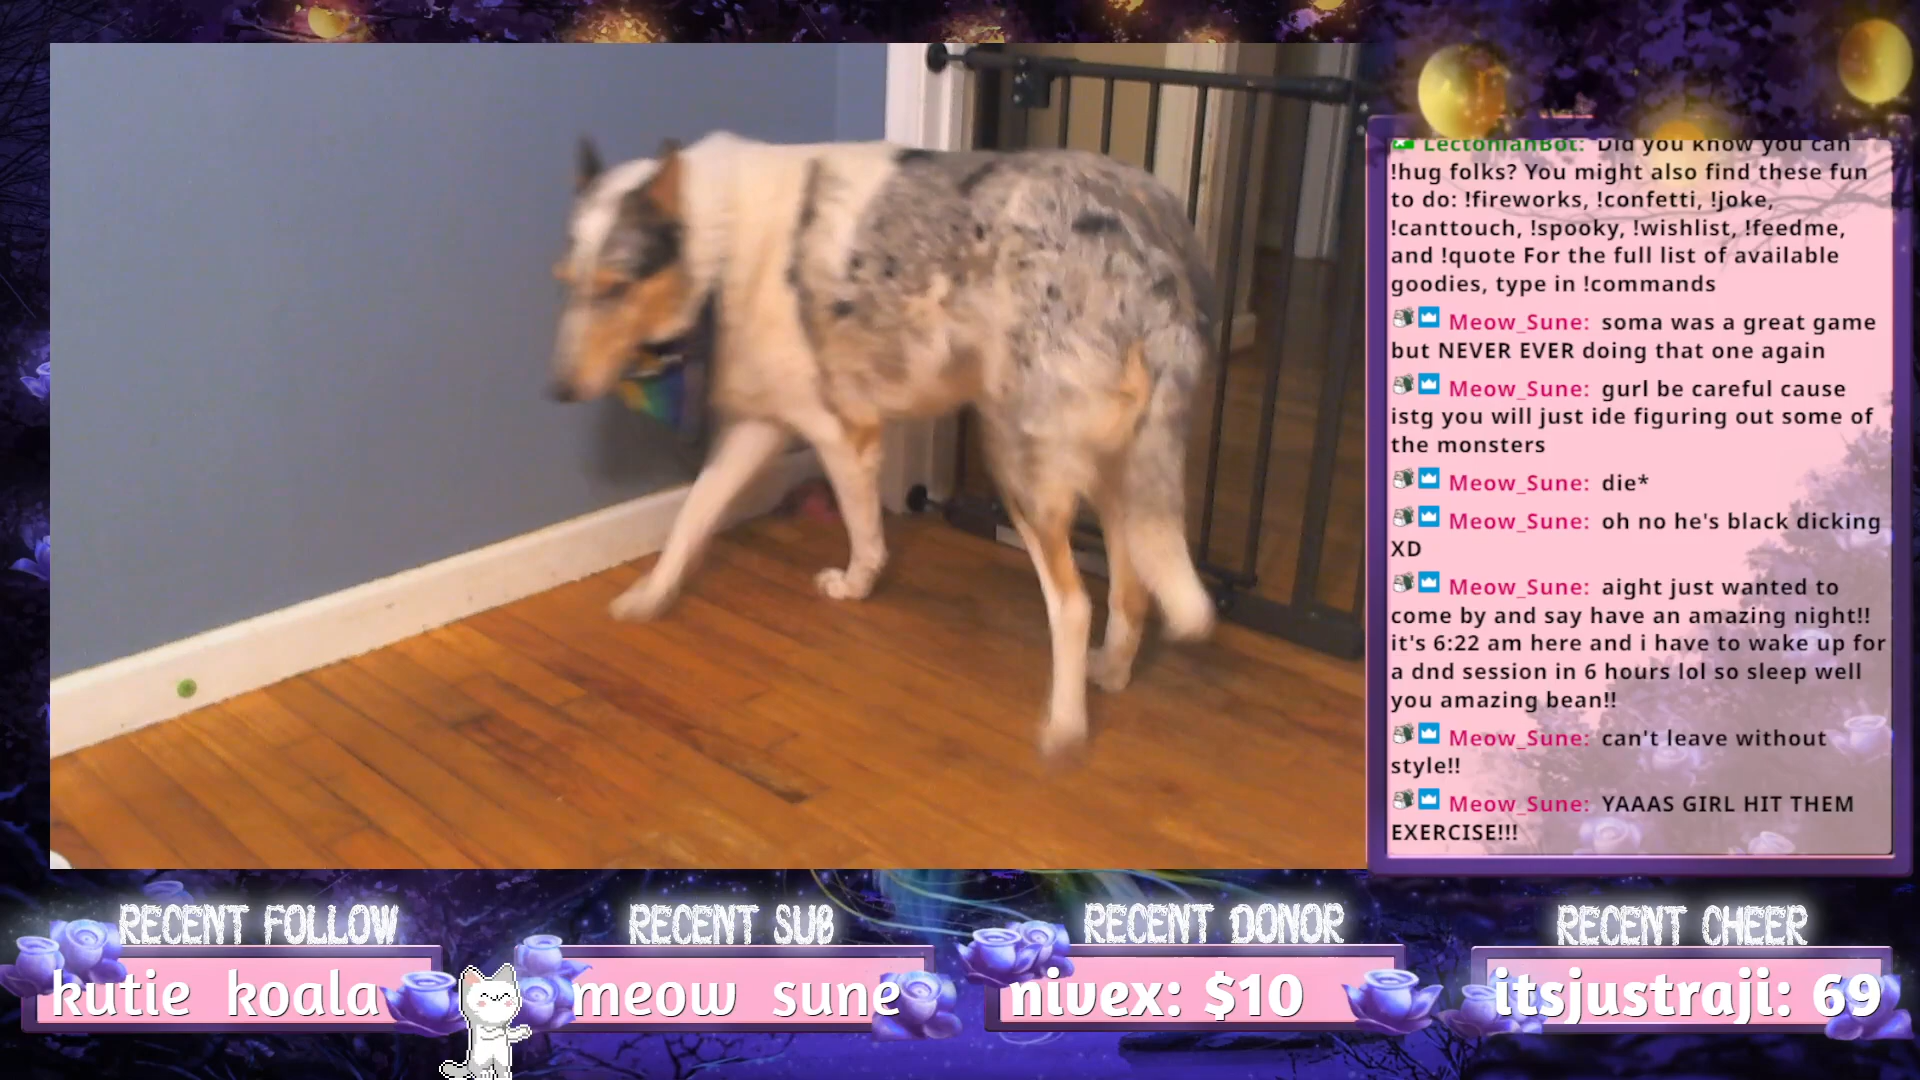 LectonianBot: Did you know you can
!hug folks? You might also find these fun
to do: !fireworks, !confetti, !joke,
!canttouch, !spooky, !wishlist, !feedme,
and !quote For the full list of available
goodies, type in !commands
Meow_Sune: soma was a great game
but NEVER EVER doing that one again
Meow_Sune: gurl be careful cause
istg you will just ide figuring out some of
the monsters
Meow_Sune: die*
Meow_Sune: oh no he's black dicking
XD
Meow_Sune: aight just wanted to
come by and say have an amazing night!!
it's 6:22 am here and i have to wake up for
a dnd session in 6 hours lol so sleep well
you amazing bean!!
Meow_Sune: can't leave without
style!!
Meow_Sune: YAAAS GIRL HIT THEM
EXERCISE!!!
RECENT FOLLOW
kutie koala
RECENT SUB
meow sune
RECENT DONOR
nivex: $10
RECENT CHEER
itsjustraji: 69